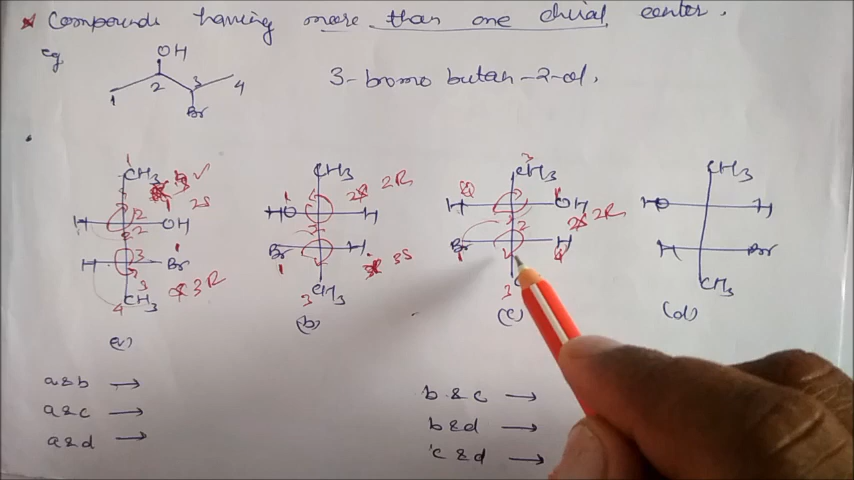 * Compounds having more than one chiral center.
eg
OH
1 2 3 4
Br
3-bromo butan-2-ol.
CH3 CH3 CH3 CH3
H OH HO H H OH HO H
2S 2R 2R
H Br Br H Br H H Br
3R 3S
CH3 CH3 C CH3
(a) (b) (c) (d)
a & b →
a & c →
a & d →
b & c →
b & d →
c & d →